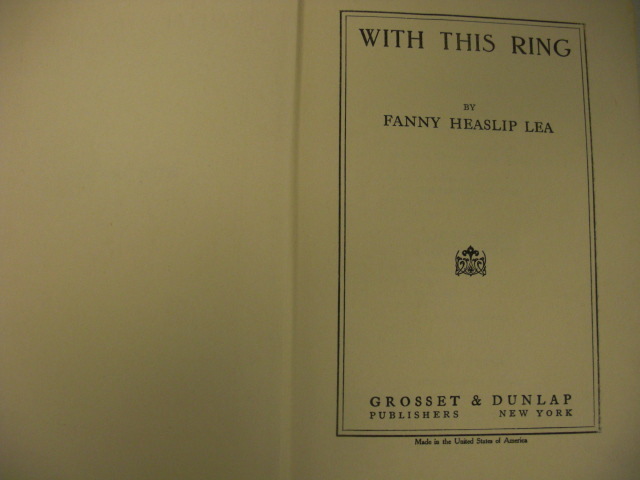 WITH THIS RING
BY
FANNY HEASLIP LEA
GROSSET & DUNLAP
PUBLISHERS NEW YORK
Made in the United States of America